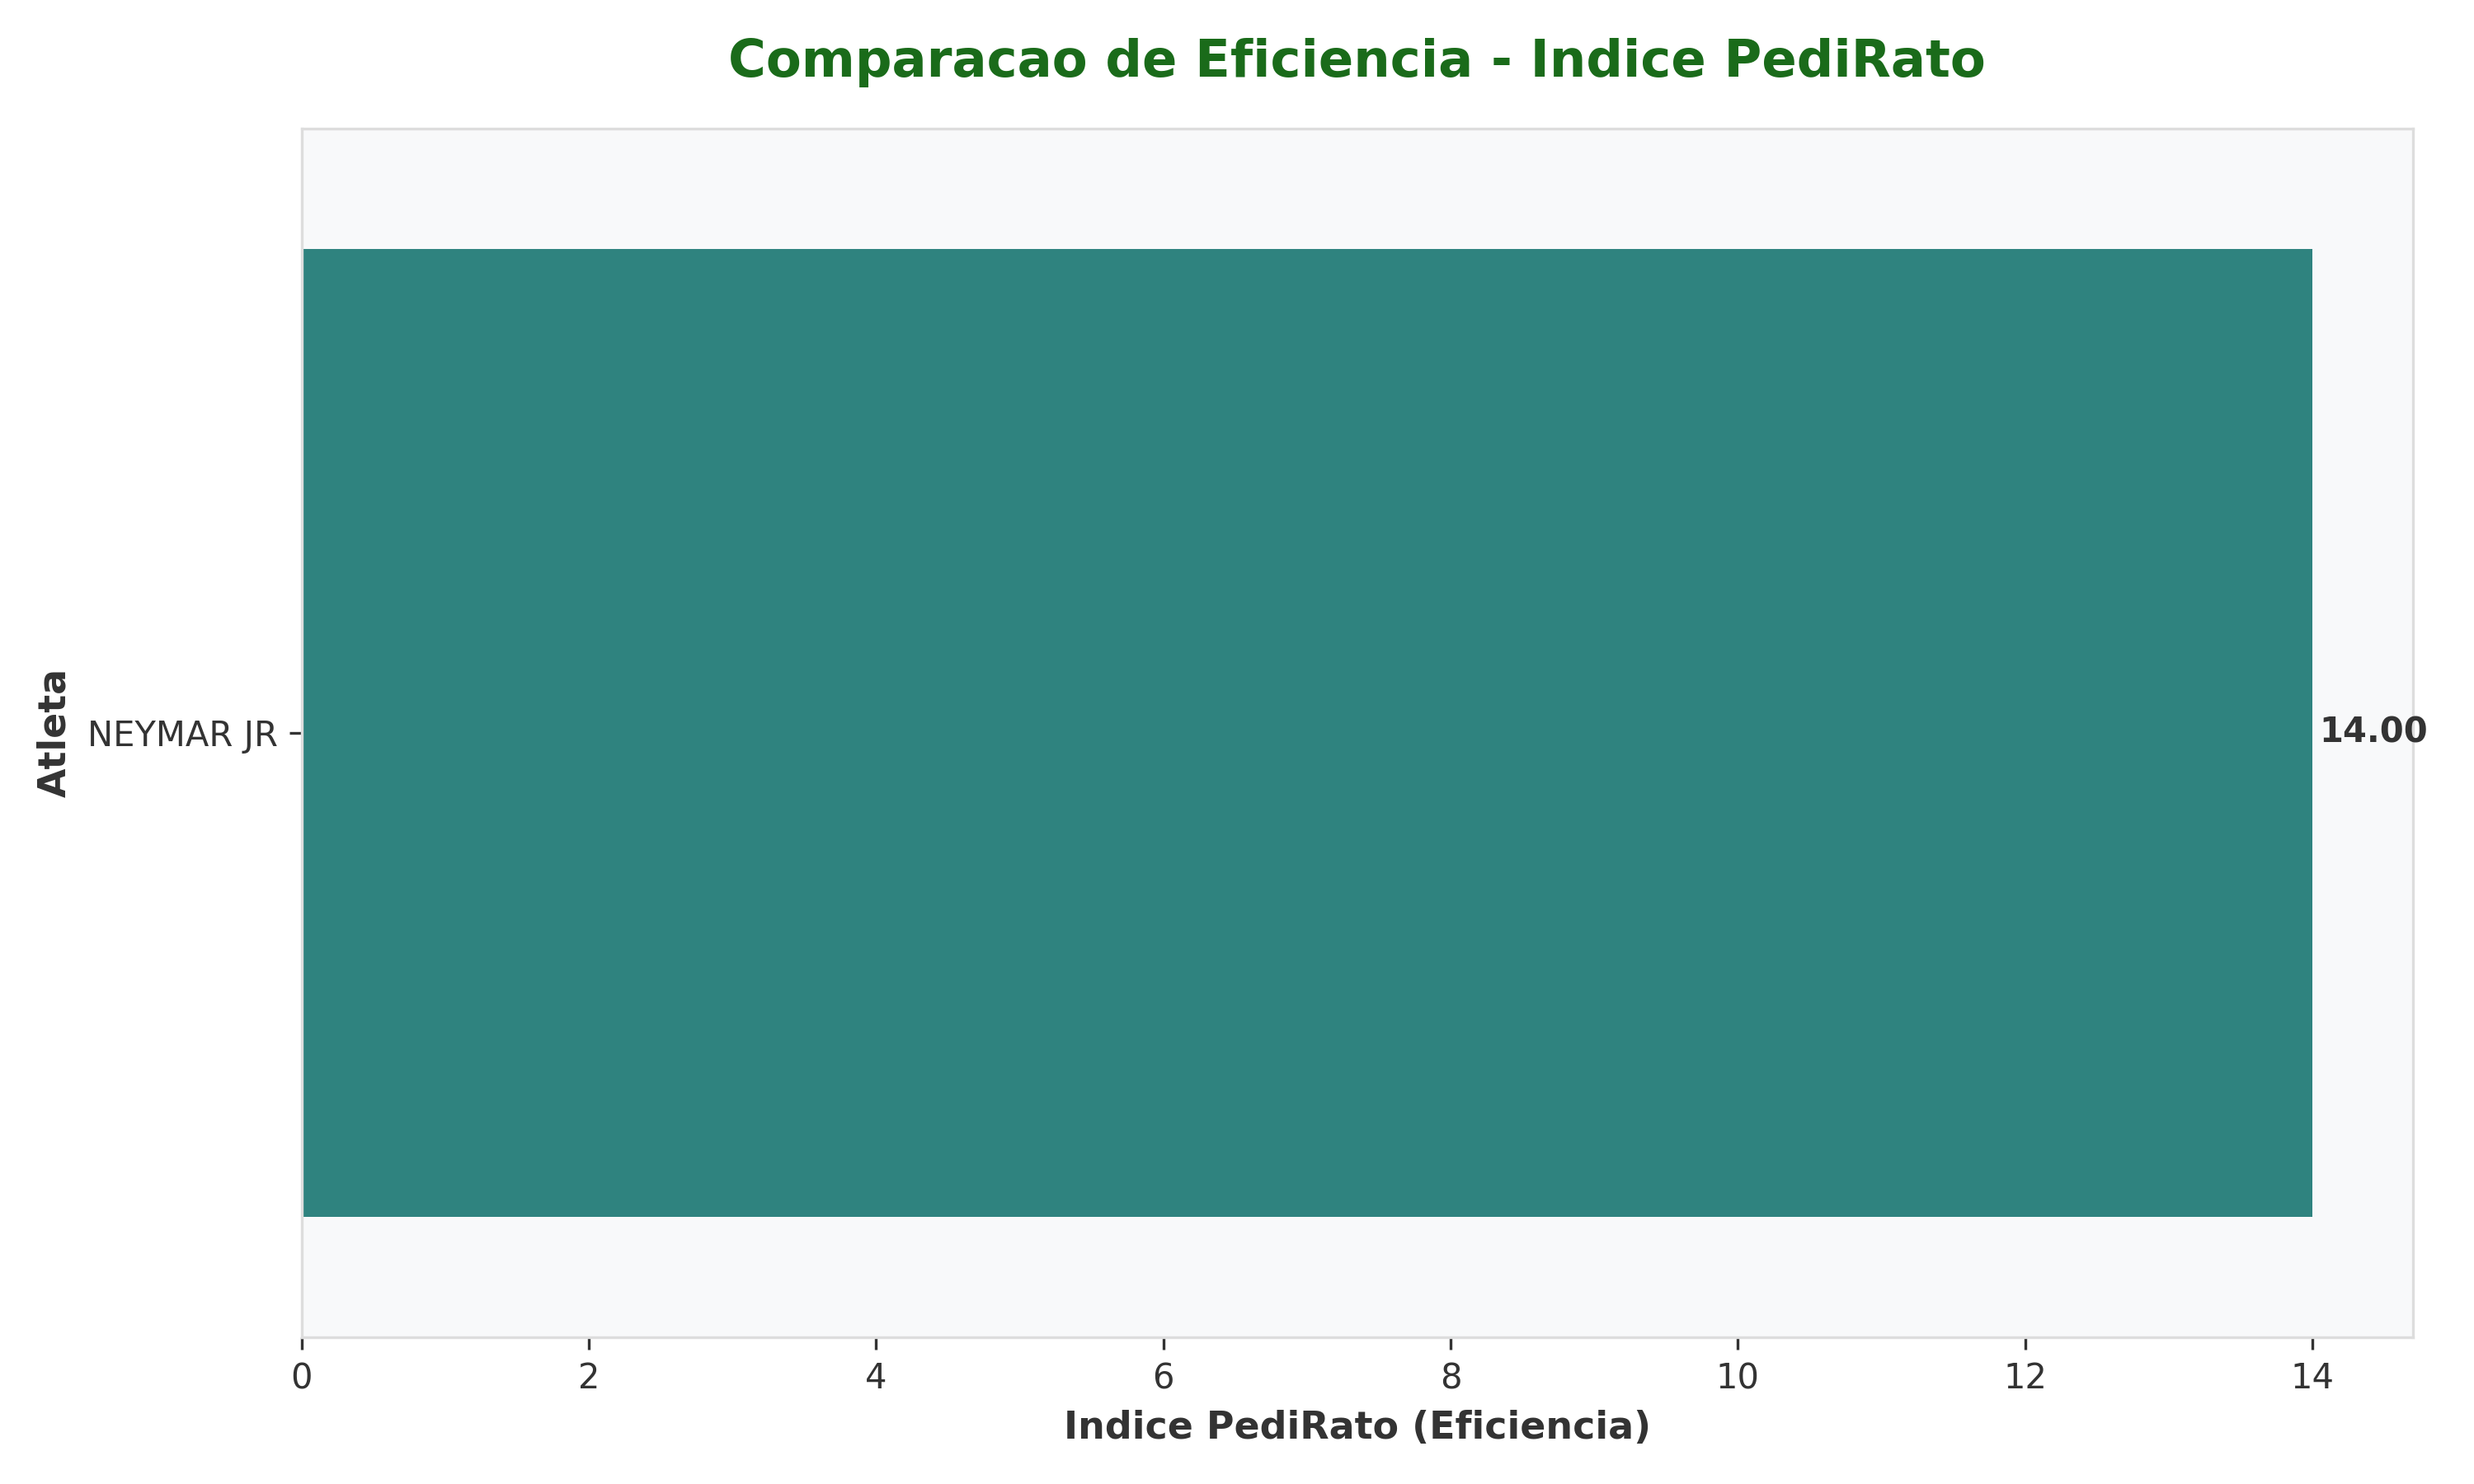 Comparacao de Eficiencia - Indice PediRato
Atleta
NEYMAR JR
14.00
0 2 4 6 8 10 12 14
Indice PediRato (Eficiencia)